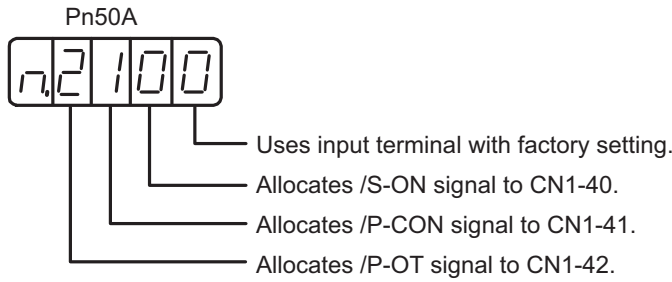 Pn50A
n.2100
Uses input terminal with factory setting.
Allocates /S-ON signal to CN1-40.
Allocates /P-CON signal to CN1-41.
Allocates /P-OT signal to CN1-42.